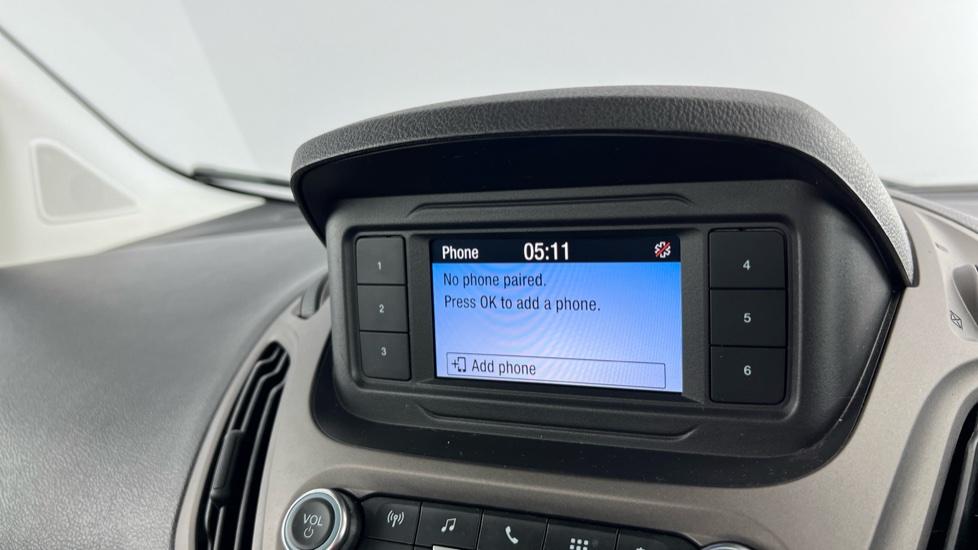 Phone 05:11
No phone paired.
Press OK to add a phone.
Add phone
1
2
3
4
5
6
VOL